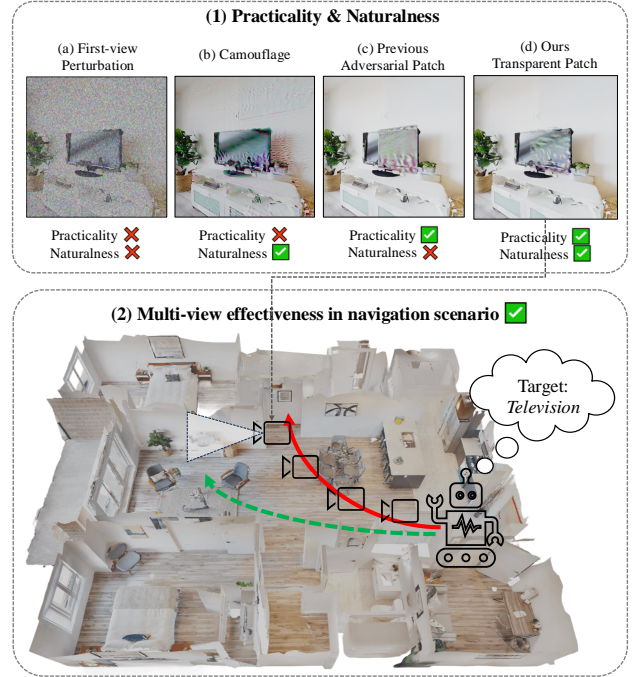 (1) Practicality & Naturalness
(a) First-view
Perturbation
(b) Camouflage
(c) Previous
Adversarial Patch
(d) Ours
Transparent Patch
Practicality ❌
Naturalness ❌
Practicality ❌
Naturalness ✅
Practicality ✅
Naturalness ❌
Practicality ✅
Naturalness ✅
(2) Multi-view effectiveness in navigation scenario ✅
Target:
Television